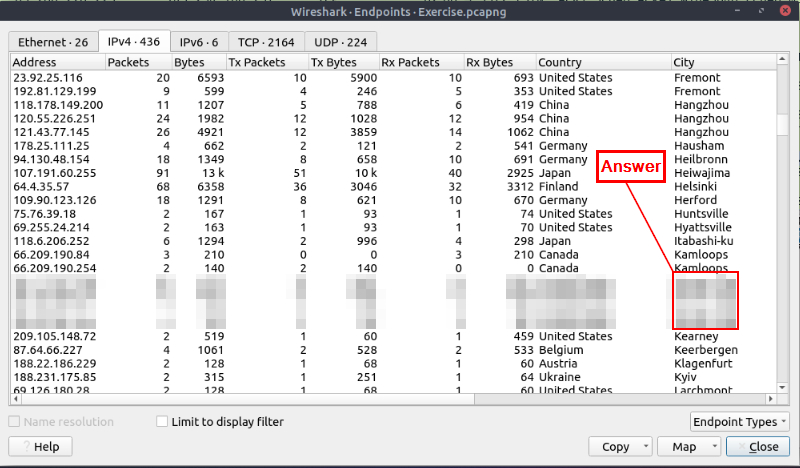 Wireshark · Endpoints · Exercise.pcapng
Ethernet · 26 IPv4 · 436 IPv6 · 6 TCP · 2164 UDP · 224
Address Packets Bytes Tx Packets Tx Bytes Rx Packets Rx Bytes Country City
23.92.25.116 20 6593 10 5900 10 693 United States Fremont
192.81.129.199 9 599 4 246 5 353 United States Fremont
118.178.149.200 11 1207 5 788 6 419 China Hangzhou
120.55.226.251 24 1982 12 1028 12 954 China Hangzhou
121.43.77.145 26 4921 12 3859 14 1062 China Hangzhou
178.25.111.25 4 662 2 121 2 541 Germany Hausham
94.130.48.154 18 1349 8 658 10 691 Germany Heilbronn
107.191.60.255 91 13 k 51 10 k 40 2925 Japan Heiwajima
64.4.35.57 68 6358 36 3046 32 3312 Finland Helsinki
109.90.123.126 18 1291 8 621 10 670 Germany Herford
75.76.39.18 2 167 1 93 1 74 United States Huntsville
69.255.24.214 2 163 1 93 1 70 United States Hyattsville
118.6.206.252 6 1294 2 996 4 298 Japan Itabashi-ku
66.209.190.84 3 210 0 0 3 210 Canada Kamloops
66.209.190.254 2 140 2 140 0 0 Canada Kamloops
Answer
209.105.148.72 2 519 1 60 1 459 United States Kearney
87.64.66.227 4 1061 2 528 2 533 Belgium Keerbergen
188.22.186.229 2 128 1 68 1 60 Austria Klagenfurt
188.231.175.85 2 315 1 251 1 64 Ukraine Kyiv
69.126.180.28 2 128 1 68 1 60 United States Larchmont
Name resolution Limit to display filter Endpoint Types
? Help Copy Map Close